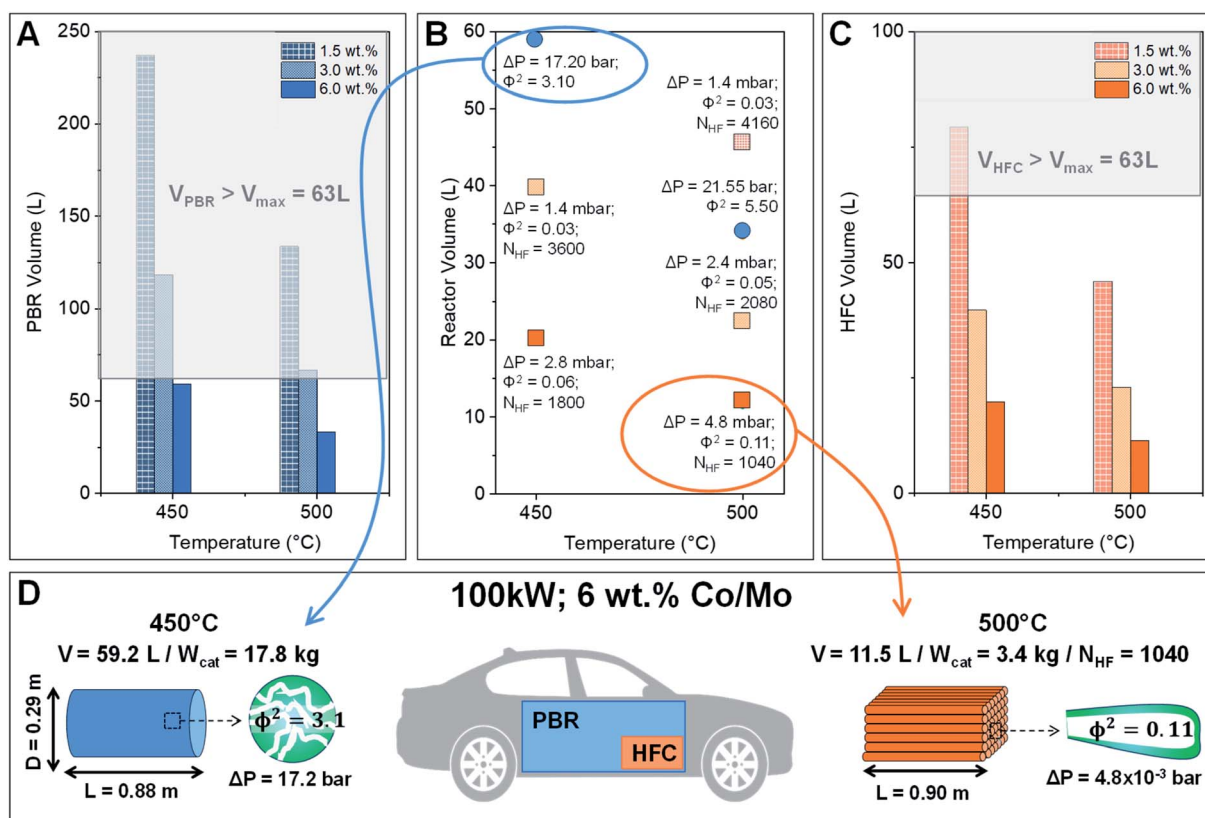 A
250
200
150
100
50
0
PBR Volume (L)
1.5 wt.%
3.0 wt.%
6.0 wt.%
V_PBR > V_max = 63L
450
500
Temperature (°C)
B
60
50
40
30
20
10
0
Reactor Volume (L)
ΔP = 17.20 bar;
Φ² = 3.10
ΔP = 1.4 mbar;
Φ² = 0.03;
N_HF = 4160
ΔP = 1.4 mbar;
Φ² = 0.03;
N_HF = 3600
ΔP = 21.55 bar;
Φ² = 5.50
ΔP = 2.4 mbar;
Φ² = 0.05;
N_HF = 2080
ΔP = 2.8 mbar;
Φ² = 0.06;
N_HF = 1800
ΔP = 4.8 mbar;
Φ² = 0.11;
N_HF = 1040
450
500
Temperature (°C)
C
100
50
0
HFC Volume (L)
1.5 wt.%
3.0 wt.%
6.0 wt.%
V_HFC > V_max = 63L
450
500
Temperature (°C)
D
100kW; 6 wt.% Co/Mo
450°C
V = 59.2 L / W_cat = 17.8 kg
D = 0.29 m
L = 0.88 m
ϕ² = 3.1
ΔP = 17.2 bar
PBR
HFC
500°C
V = 11.5 L / W_cat = 3.4 kg / N_HF = 1040
L = 0.90 m
ϕ² = 0.11
ΔP = 4.8x10⁻³ bar